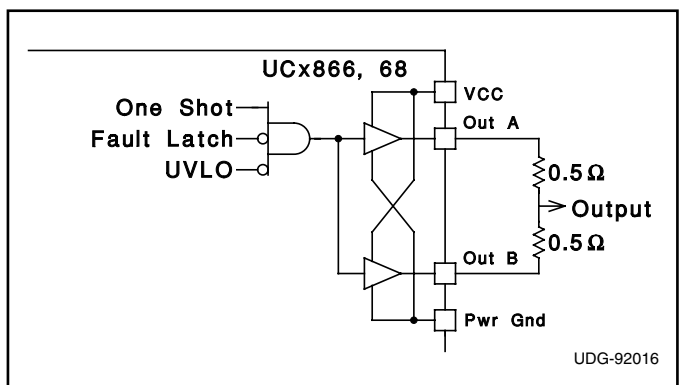 UCx866, 68
VCC
One Shot
Out A
Fault Latch
UVLO
0.5Ω
Output
0.5Ω
Out B
Pwr Gnd
UDG-92016